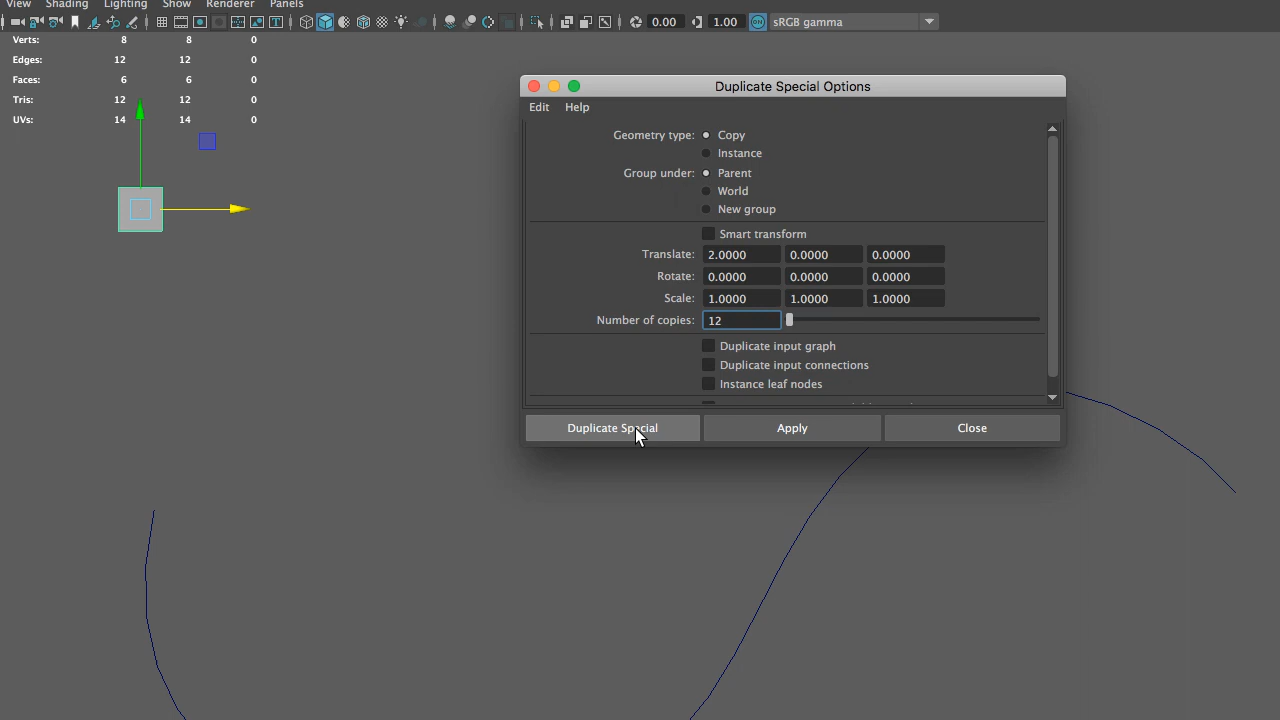 View Shading Lighting Show Renderer Panels
0.00 1.00 ON sRGB gamma
Verts: 8 8 0
Edges: 12 12 0
Faces: 6 6 0
Tris: 12 12 0
UVs: 14 14 0
Duplicate Special Options
Edit Help
Geometry type: Copy
Instance
Group under: Parent
World
New group
Smart transform
Translate: 2.0000 0.0000 0.0000
Rotate: 0.0000 0.0000 0.0000
Scale: 1.0000 1.0000 1.0000
Number of copies: 12
Duplicate input graph
Duplicate input connections
Instance leaf nodes
Duplicate Special Apply Close